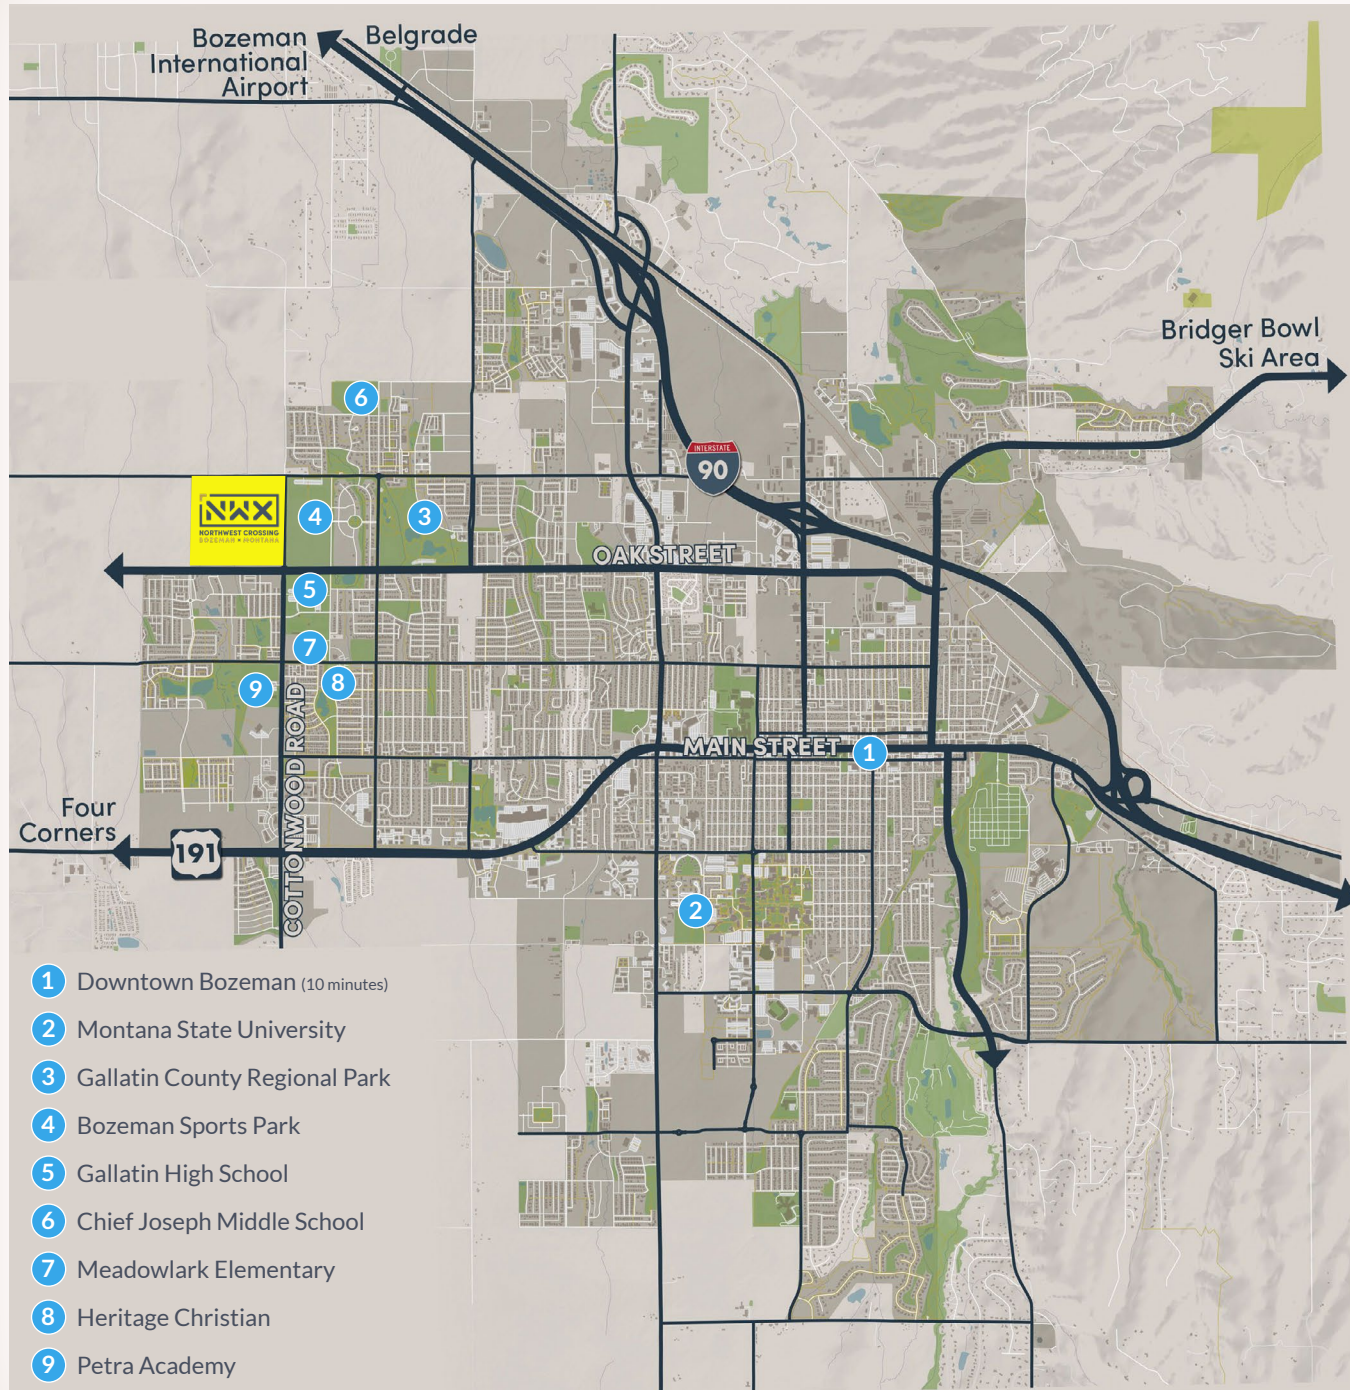 Bozeman
International
Airport
Belgrade
Bridger Bowl
Ski Area
6
INTERSTATE
90
NWX
NORTHWEST CROSSING
BOZEMAN • MONTANA
4
3
OAK STREET
5
7
9
8
COTTONWOOD ROAD
MAIN STREET
1
Four
Corners
191
2
1 Downtown Bozeman (10 minutes)
2 Montana State University
3 Gallatin County Regional Park
4 Bozeman Sports Park
5 Gallatin High School
6 Chief Joseph Middle School
7 Meadowlark Elementary
8 Heritage Christian
9 Petra Academy